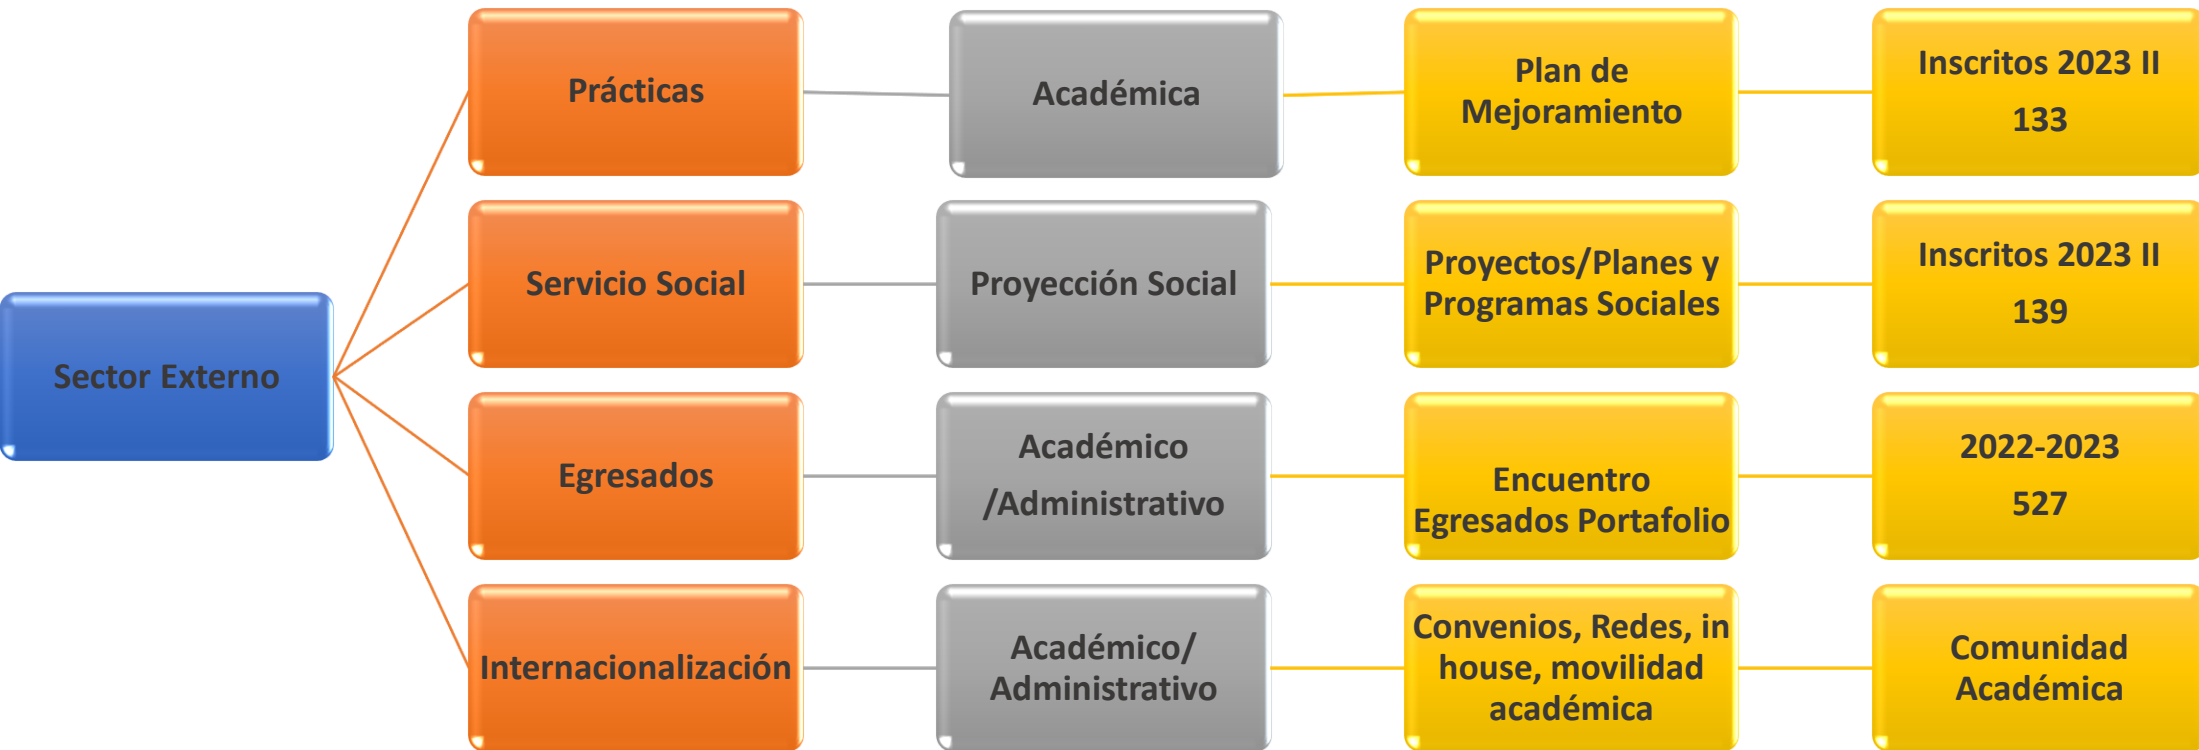 Sector Externo
Prácticas
Académica
Plan de
Mejoramiento
Inscritos 2023 II
133
Servicio Social
Proyección Social
Proyectos/Planes y
Programas Sociales
Inscritos 2023 II
139
Egresados
Académico
/Administrativo
Encuentro
Egresados Portafolio
2022-2023
527
Internacionalización
Académico/
Administrativo
Convenios, Redes, in
house, movilidad
académica
Comunidad
Académica